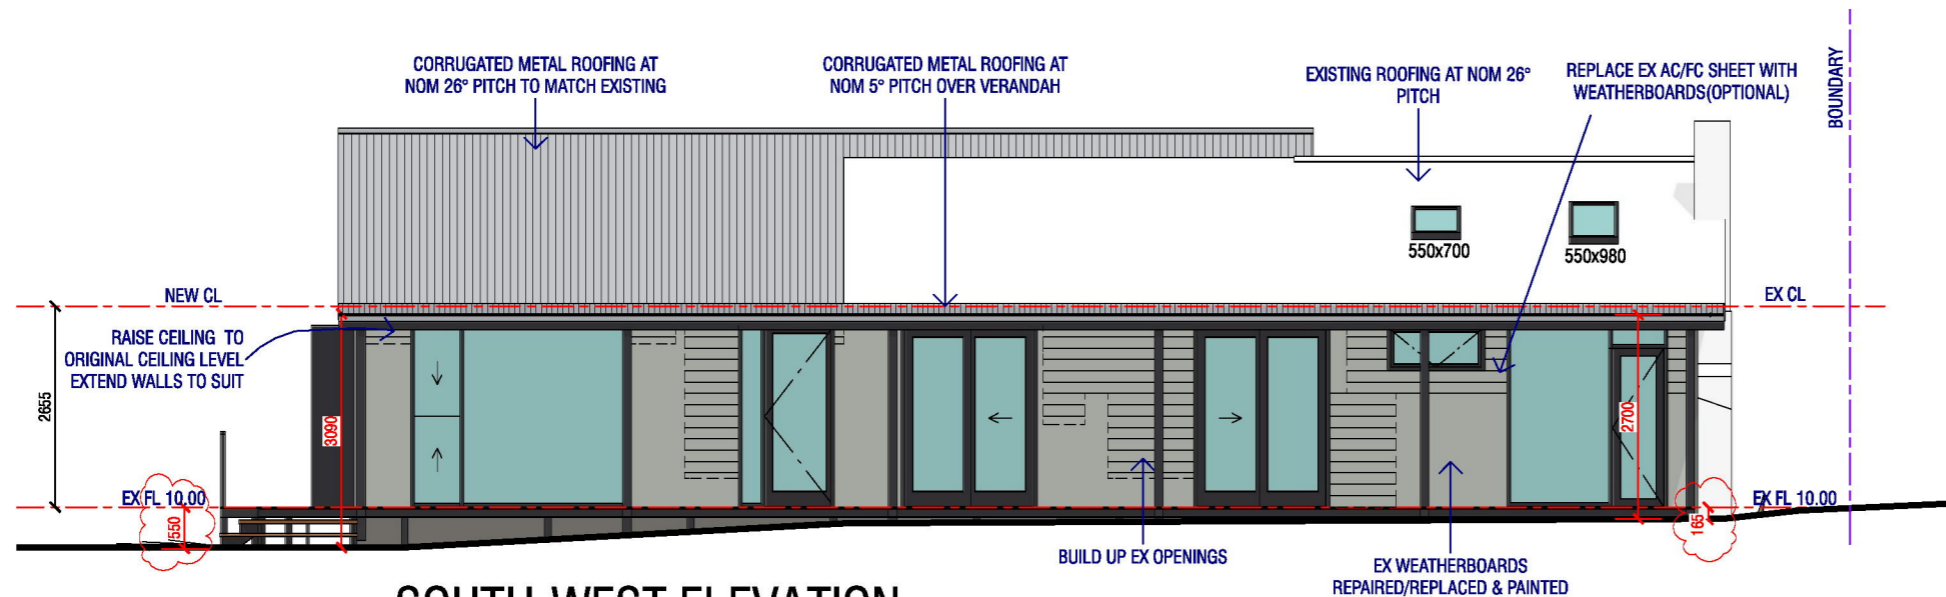 CORRUGATED METAL ROOFING AT
NOM 26° PITCH TO MATCH EXISTING
CORRUGATED METAL ROOFING AT
NOM 5° PITCH OVER VERANDAH
EXISTING ROOFING AT NOM 26°
PITCH
REPLACE EX AC/FC SHEET WITH
WEATHERBOARDS(OPTIONAL)
BOUNDARY
550x700
550x980
NEW CL
EX CL
RAISE CEILING TO
ORIGINAL CEILING LEVEL
EXTEND WALLS TO SUIT
2655
3090
2700
EX FL 10.00
550
EX FL 10.00
165
BUILD UP EX OPENINGS
EX WEATHERBOARDS
REPAIRED/REPLACED & PAINTED
SOUTH-WEST ELEVATION